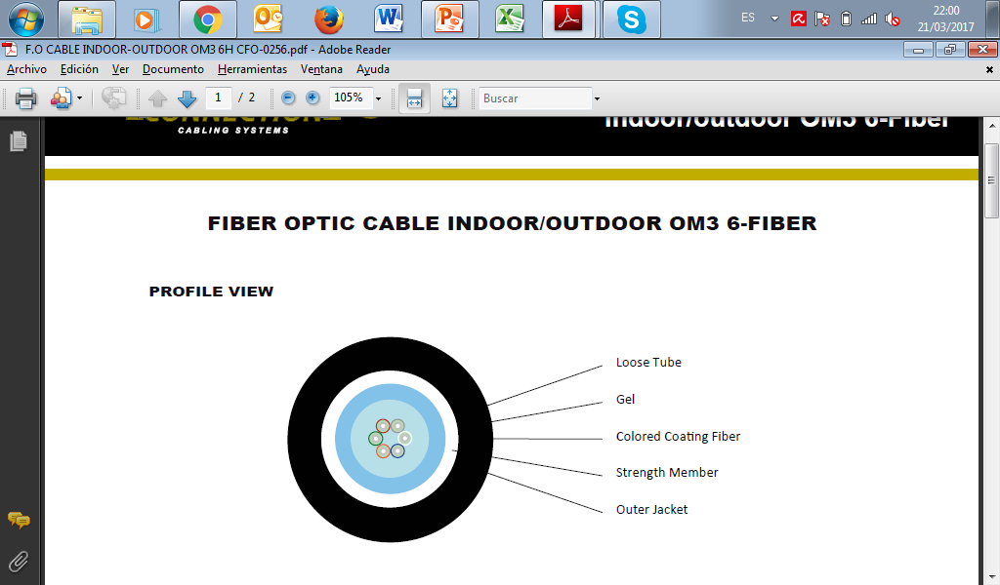 ES
22:00
21/03/2017
F.O CABLE INDOOR-OUTDOOR OM3 6H CFO-0256.pdf - Adobe Reader
Archivo Edición Ver Documento Herramientas Ventana Ayuda
1 / 2 105% Buscar
CONNECTION
CABLING SYSTEMS
Indoor/outdoor OM3 6-Fiber
FIBER OPTIC CABLE INDOOR/OUTDOOR OM3 6-FIBER
PROFILE VIEW
Loose Tube
Gel
Colored Coating Fiber
Strength Member
Outer Jacket